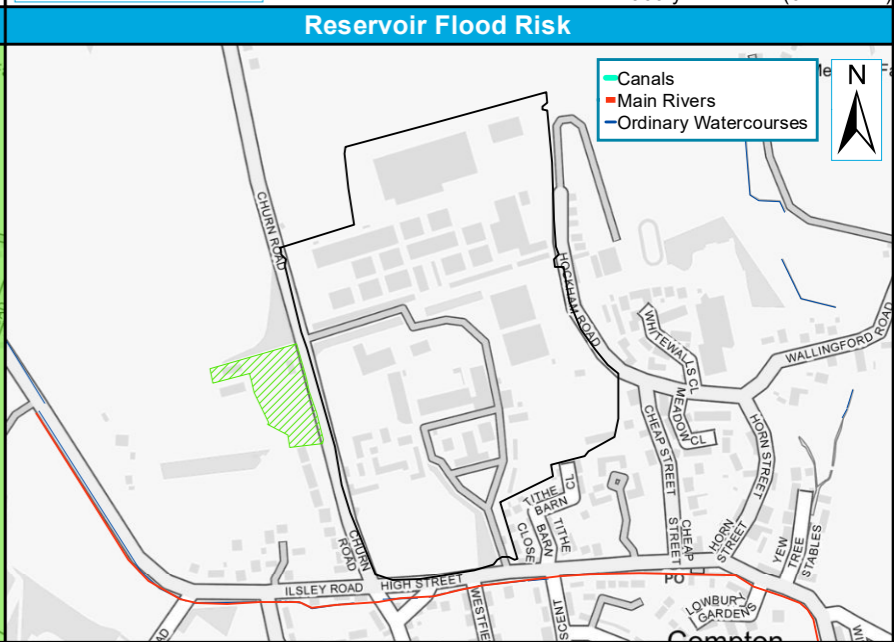 Reservoir Flood Risk
Canals
Main Rivers
Ordinary Watercourses
N
CHURN ROAD
HOCKHAM ROAD
WHITEWALLS CL
WALLINGFORD ROAD
MEADOW
CL
CHEAP STREET
HORN STREET
TITHE
BARN
CL
TITHE
BARN
CLOSE
STREET
CHEAP
HORN
STREET
YEW
TREE
STABLES
CHURN
ROAD
ILSLEY ROAD
HIGH STREET
PO
LOWBURY
GARDENS
WESTFIE
SCENT
AD
Compton